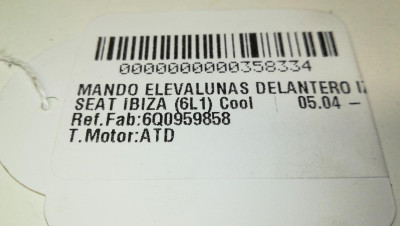 0000000000358334
MANDO ELEVALUNAS DELANTERO
SEAT IBIZA (6L1) Cool | 05.04 –
Ref.Fab:6Q0959858
T.Motor:ATD